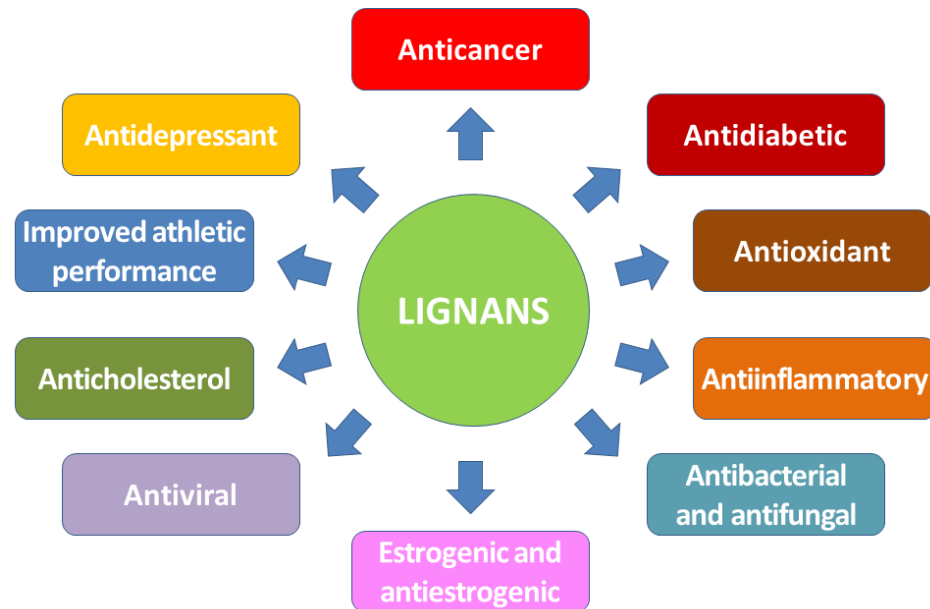 Anticancer
Antidepressant
Antidiabetic
Improved athletic
performance
Antioxidant
LIGNANS
Anticholesterol
Antiinflammatory
Antiviral
Antibacterial
and antifungal
Estrogenic and
antiestrogenic